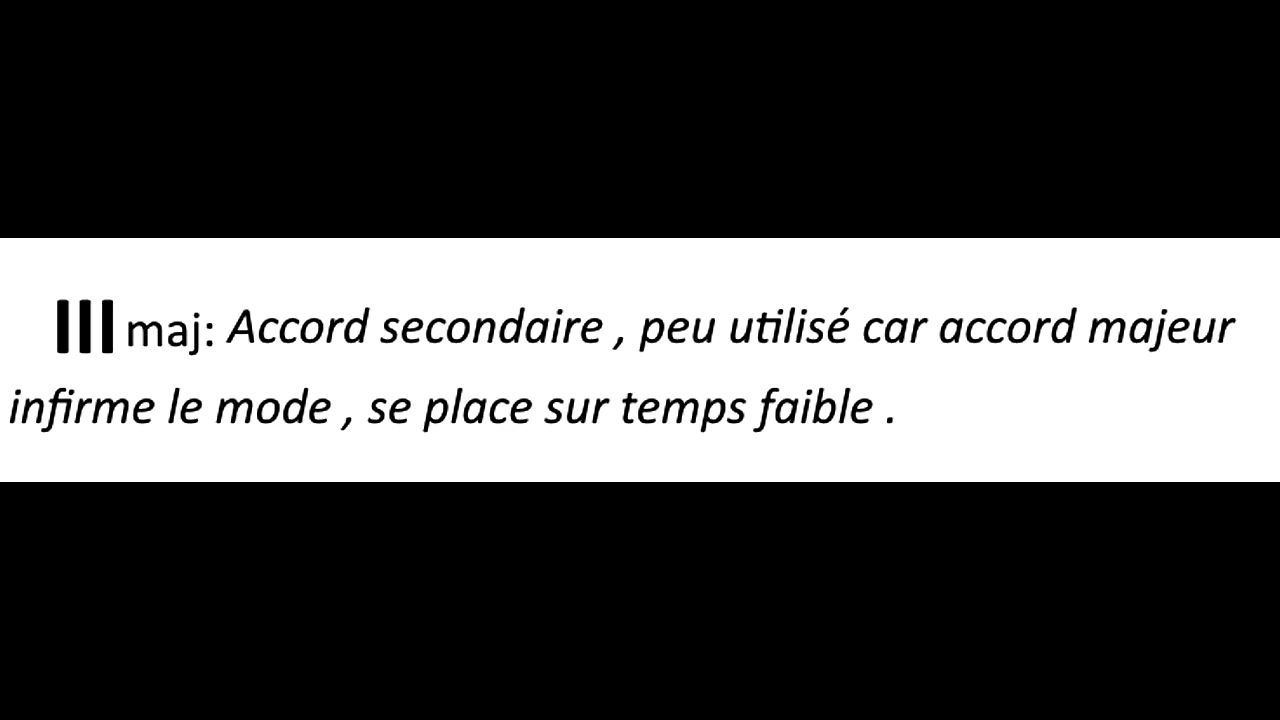 III maj: Accord secondaire , peu utilisé car accord majeur
infirme le mode , se place sur temps faible .